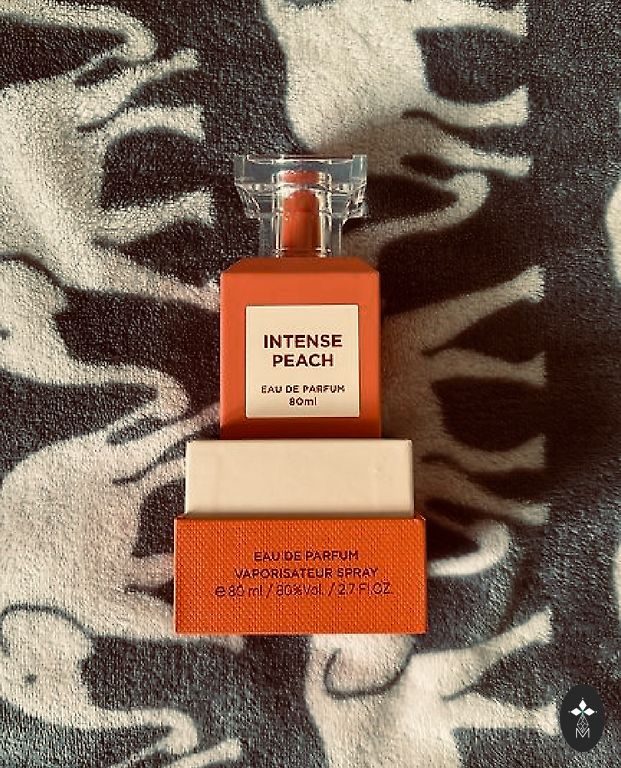 INTENSE
PEACH
EAU DE PARFUM
80ml
EAU DE PARFUM
VAPORISATEUR SPRAY
℮ 80 ml / 80%Vol. / 2.7 Fl.OZ.
M